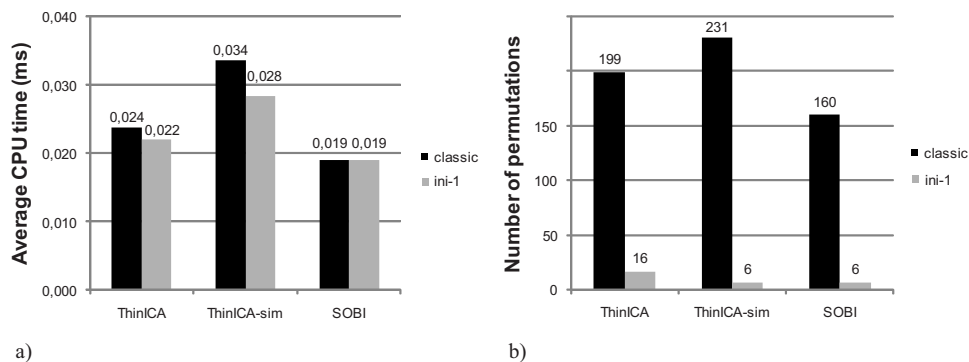 0,040
0,030
0,020
0,010
0,000
Average CPU time (ms)
0,024
0,022
0,034
0,028
0,019 0,019
ThinICA
ThinICA-sim
SOBI
classic
ini-1
a)
Number of permutations
200
150
100
50
0
199
16
231
6
160
6
ThinICA
ThinICA-sim
SOBI
classic
ini-1
b)